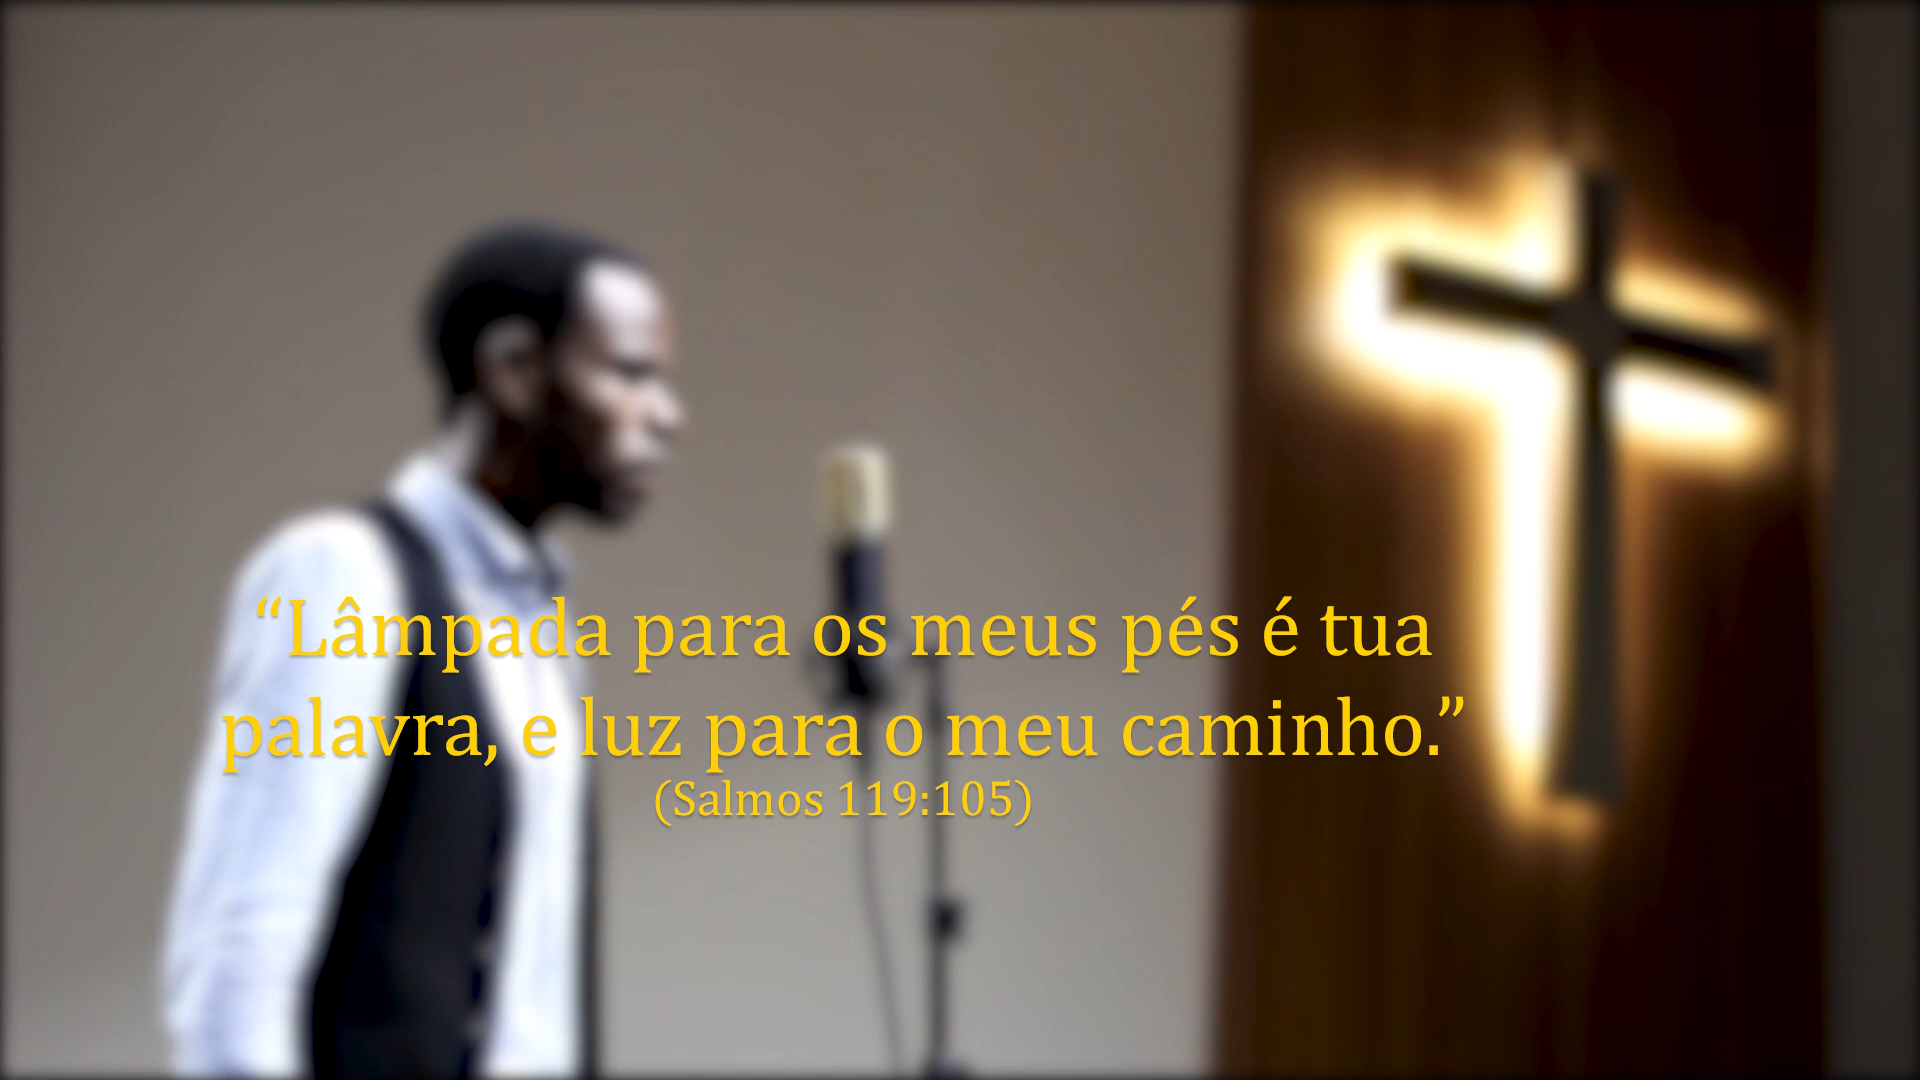 “Lâmpada para os meus pés é tua
palavra, e luz para o meu caminho.”
(Salmos 119:105)